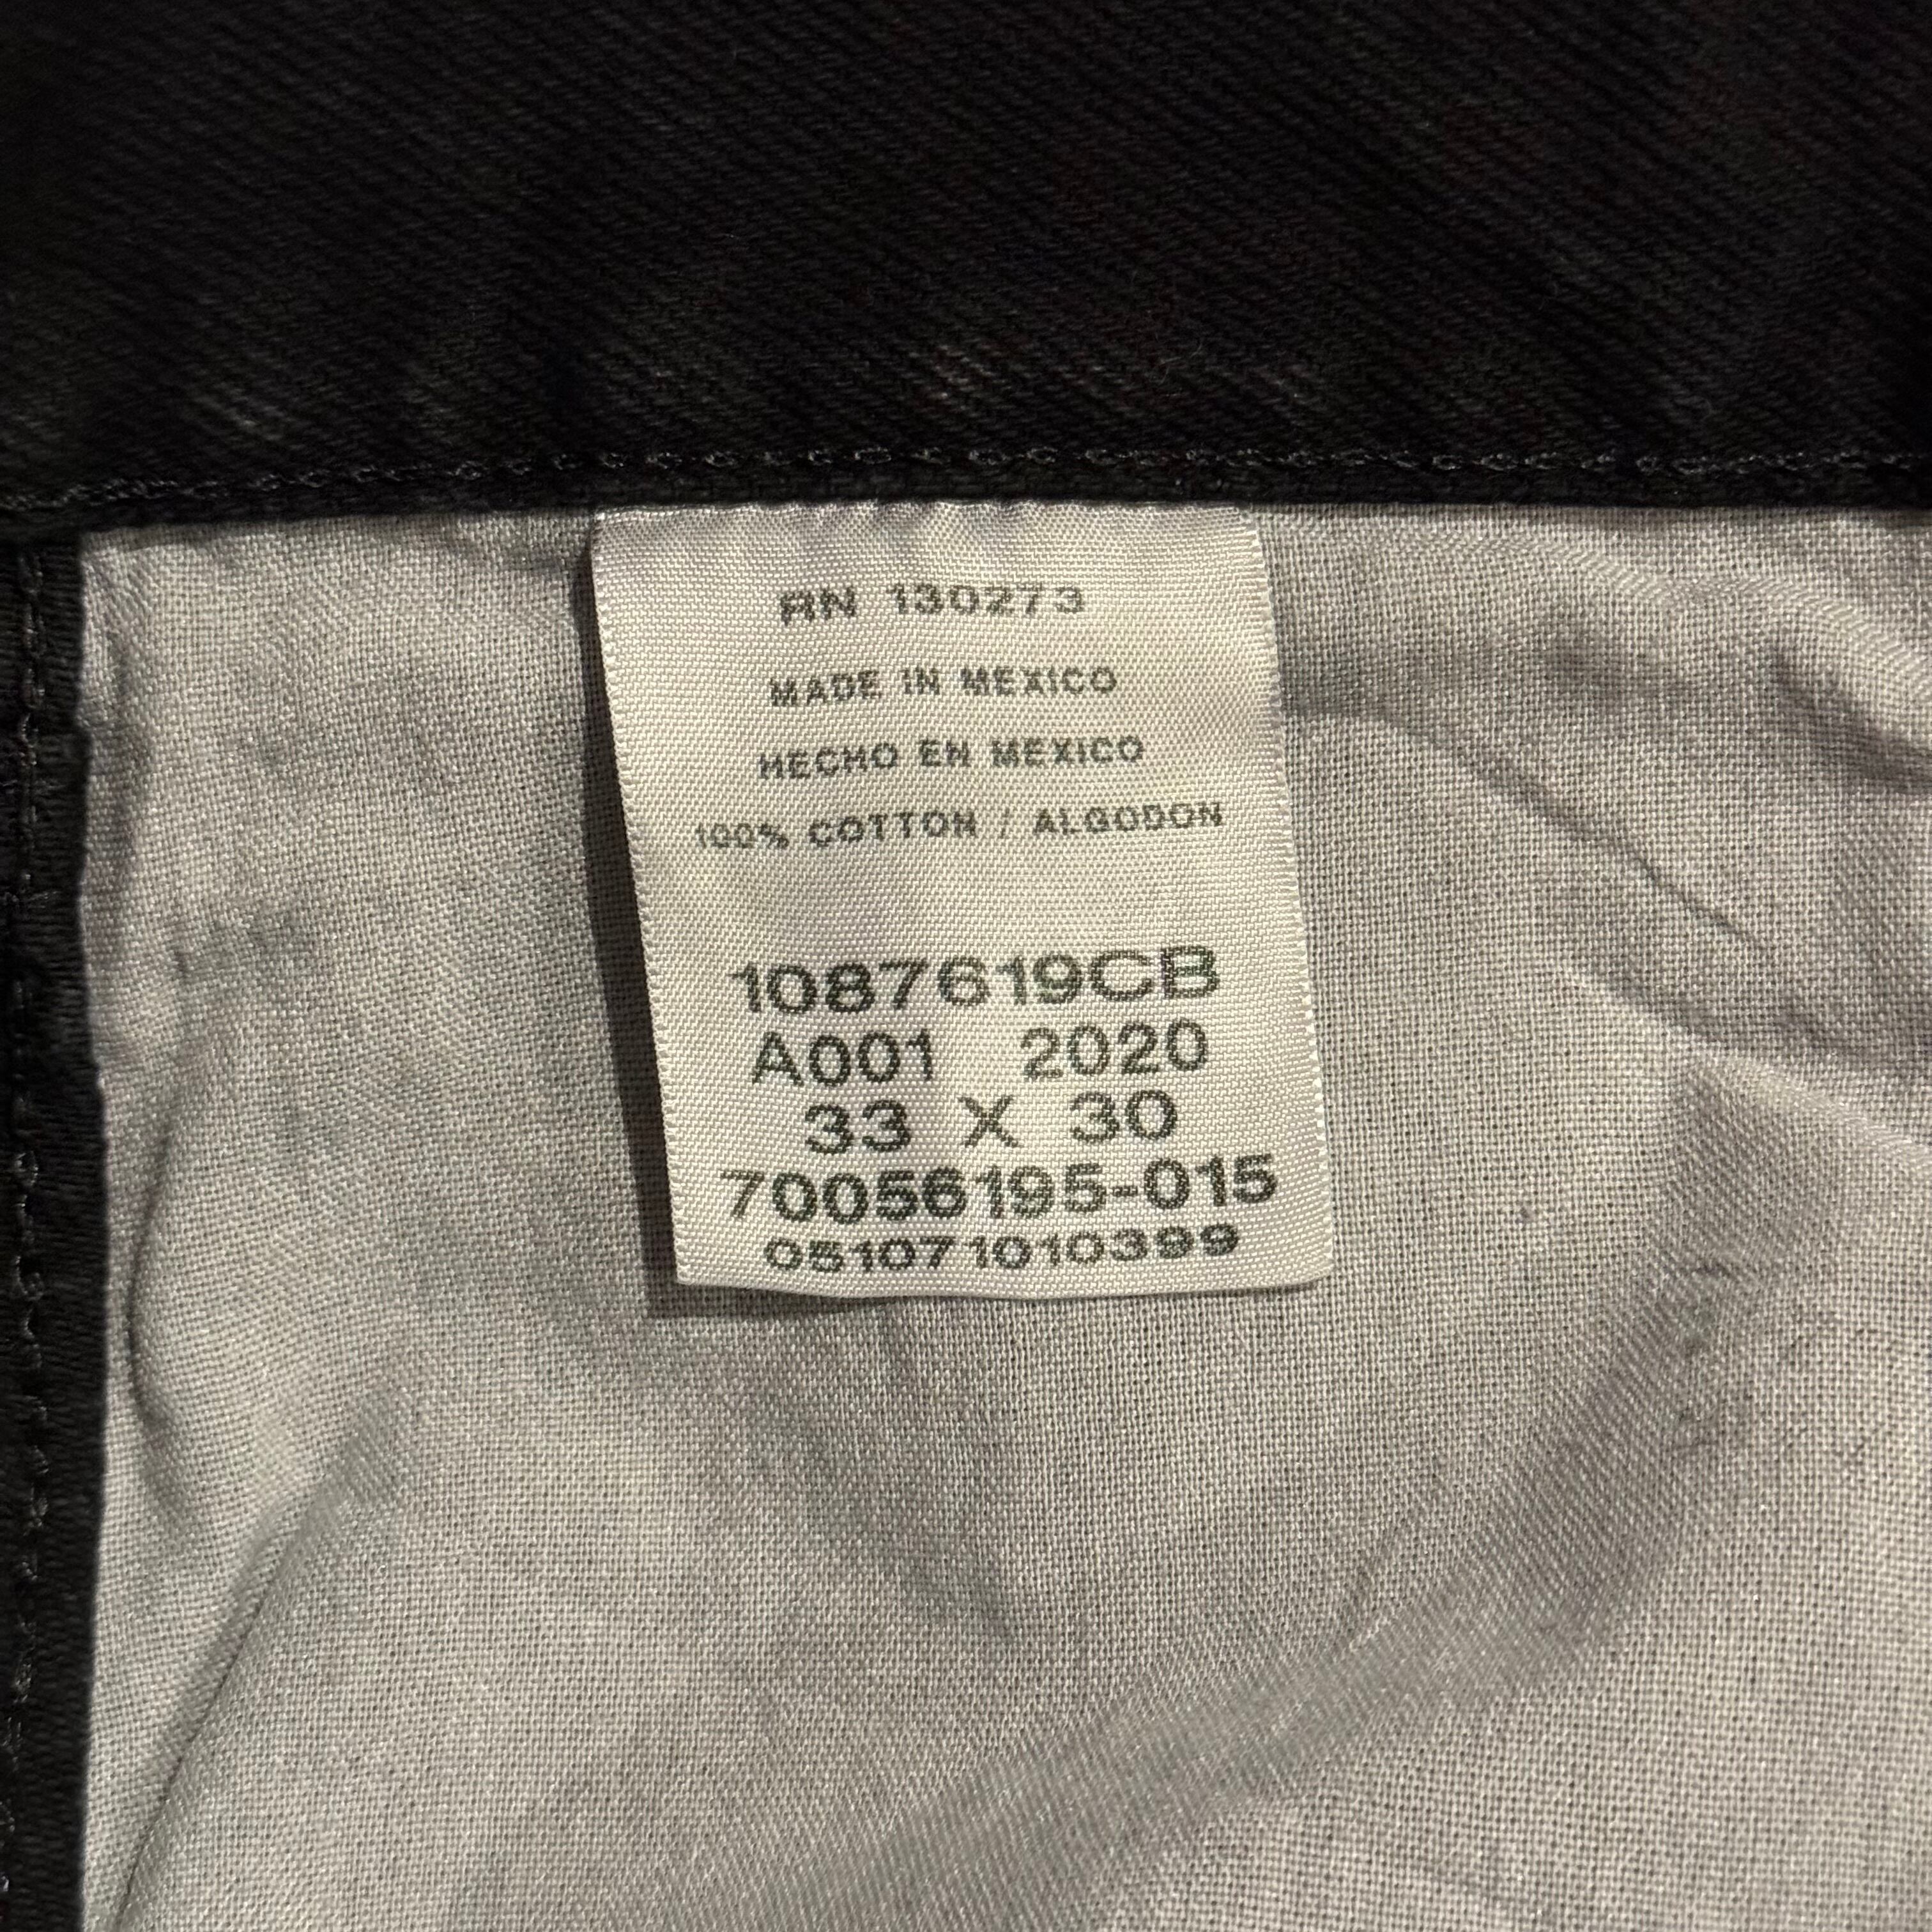 RN 130273
MADE IN MEXICO
HECHO EN MEXICO
100% COTTON / ALGODON
1087619CB
A001 2020
33 X 30
70056195-015
051071010399